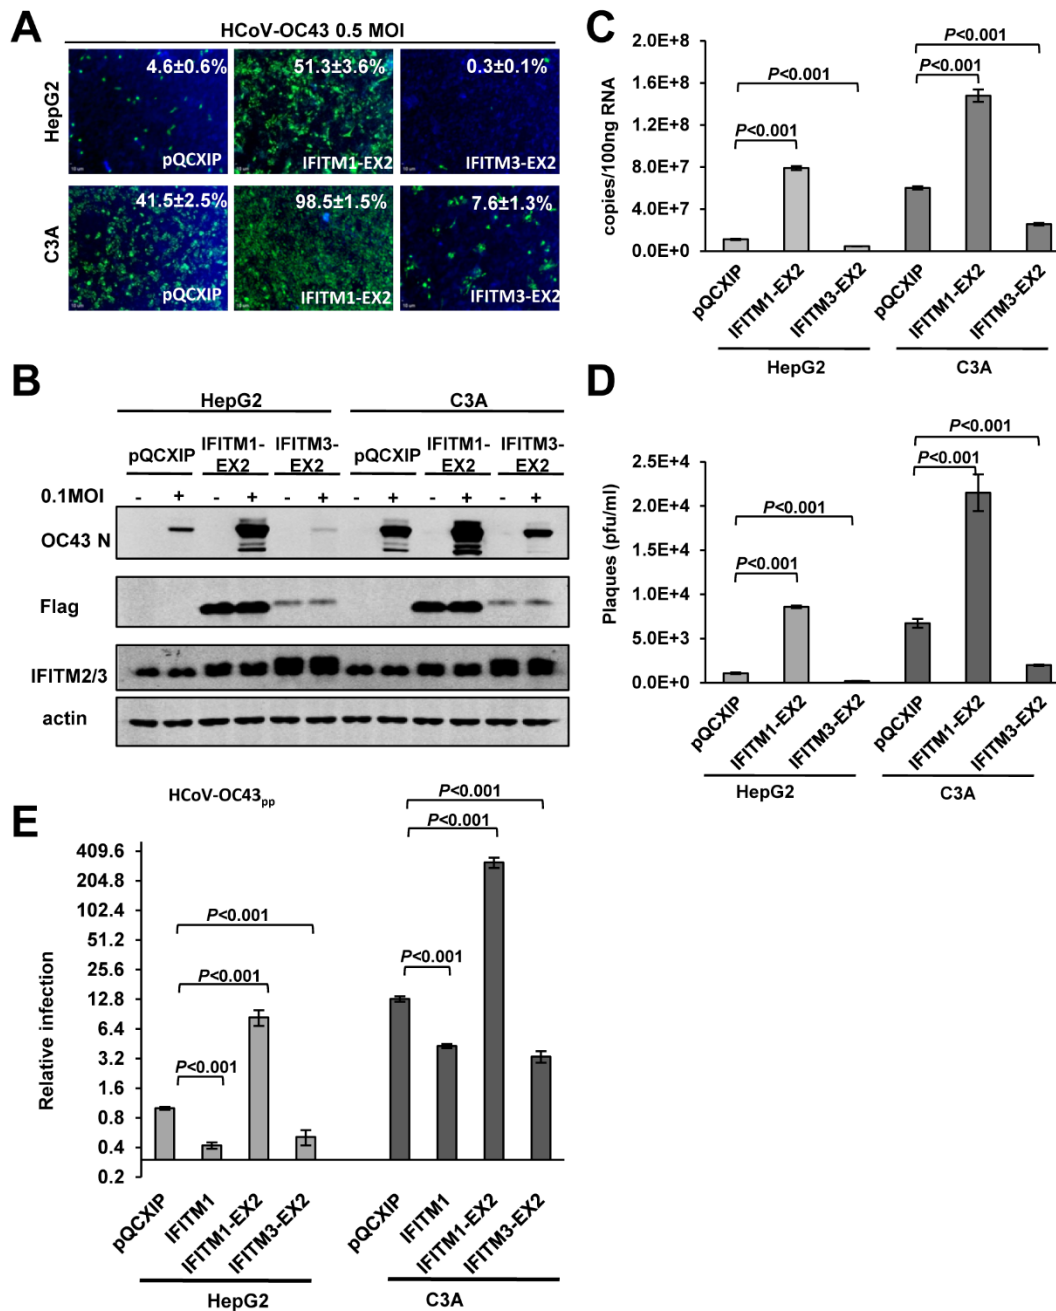 A
HCoV-OC43 0.5 MOI
HepG2
4.6±0.6%
pQCXIP
51.3±3.6%
IFITM1-EX2
0.3±0.1%
IFITM3-EX2
C3A
41.5±2.5%
pQCXIP
98.5±1.5%
IFITM1-EX2
7.6±1.3%
IFITM3-EX2
B
HepG2 C3A
pQCXIP IFITM1-EX2 IFITM3-EX2 pQCXIP IFITM1-EX2 IFITM3-EX2
0.1MOI - + - + - + - + - + - +
OC43 N
Flag
IFITM2/3
actin
C
copies/100ng RNA
2.0E+8
1.6E+8
1.2E+8
8.0E+7
4.0E+7
0.0E+0
P<0.001
P<0.001
P<0.001
P<0.001
pQCXIP IFITM1-EX2 IFITM3-EX2 pQCXIP IFITM1-EX2 IFITM3-EX2
HepG2 C3A
D
Plaques (pfu/ml)
2.5E+4
2.0E+4
1.5E+4
1.0E+4
5.0E+3
0.0E+0
P<0.001
P<0.001
P<0.001
P<0.001
pQCXIP IFITM1-EX2 IFITM3-EX2 pQCXIP IFITM1-EX2 IFITM3-EX2
HepG2 C3A
E
HCoV-OC43pp
Relative infection
409.6
204.8
102.4
51.2
25.6
12.8
6.4
3.2
1.6
0.8
0.4
0.2
P<0.001
P<0.001
P<0.001
P<0.001
P<0.001
P<0.001
pQCXIP IFITM1 IFITM1-EX2 IFITM3-EX2 pQCXIP IFITM1 IFITM1-EX2 IFITM3-EX2
HepG2 C3A